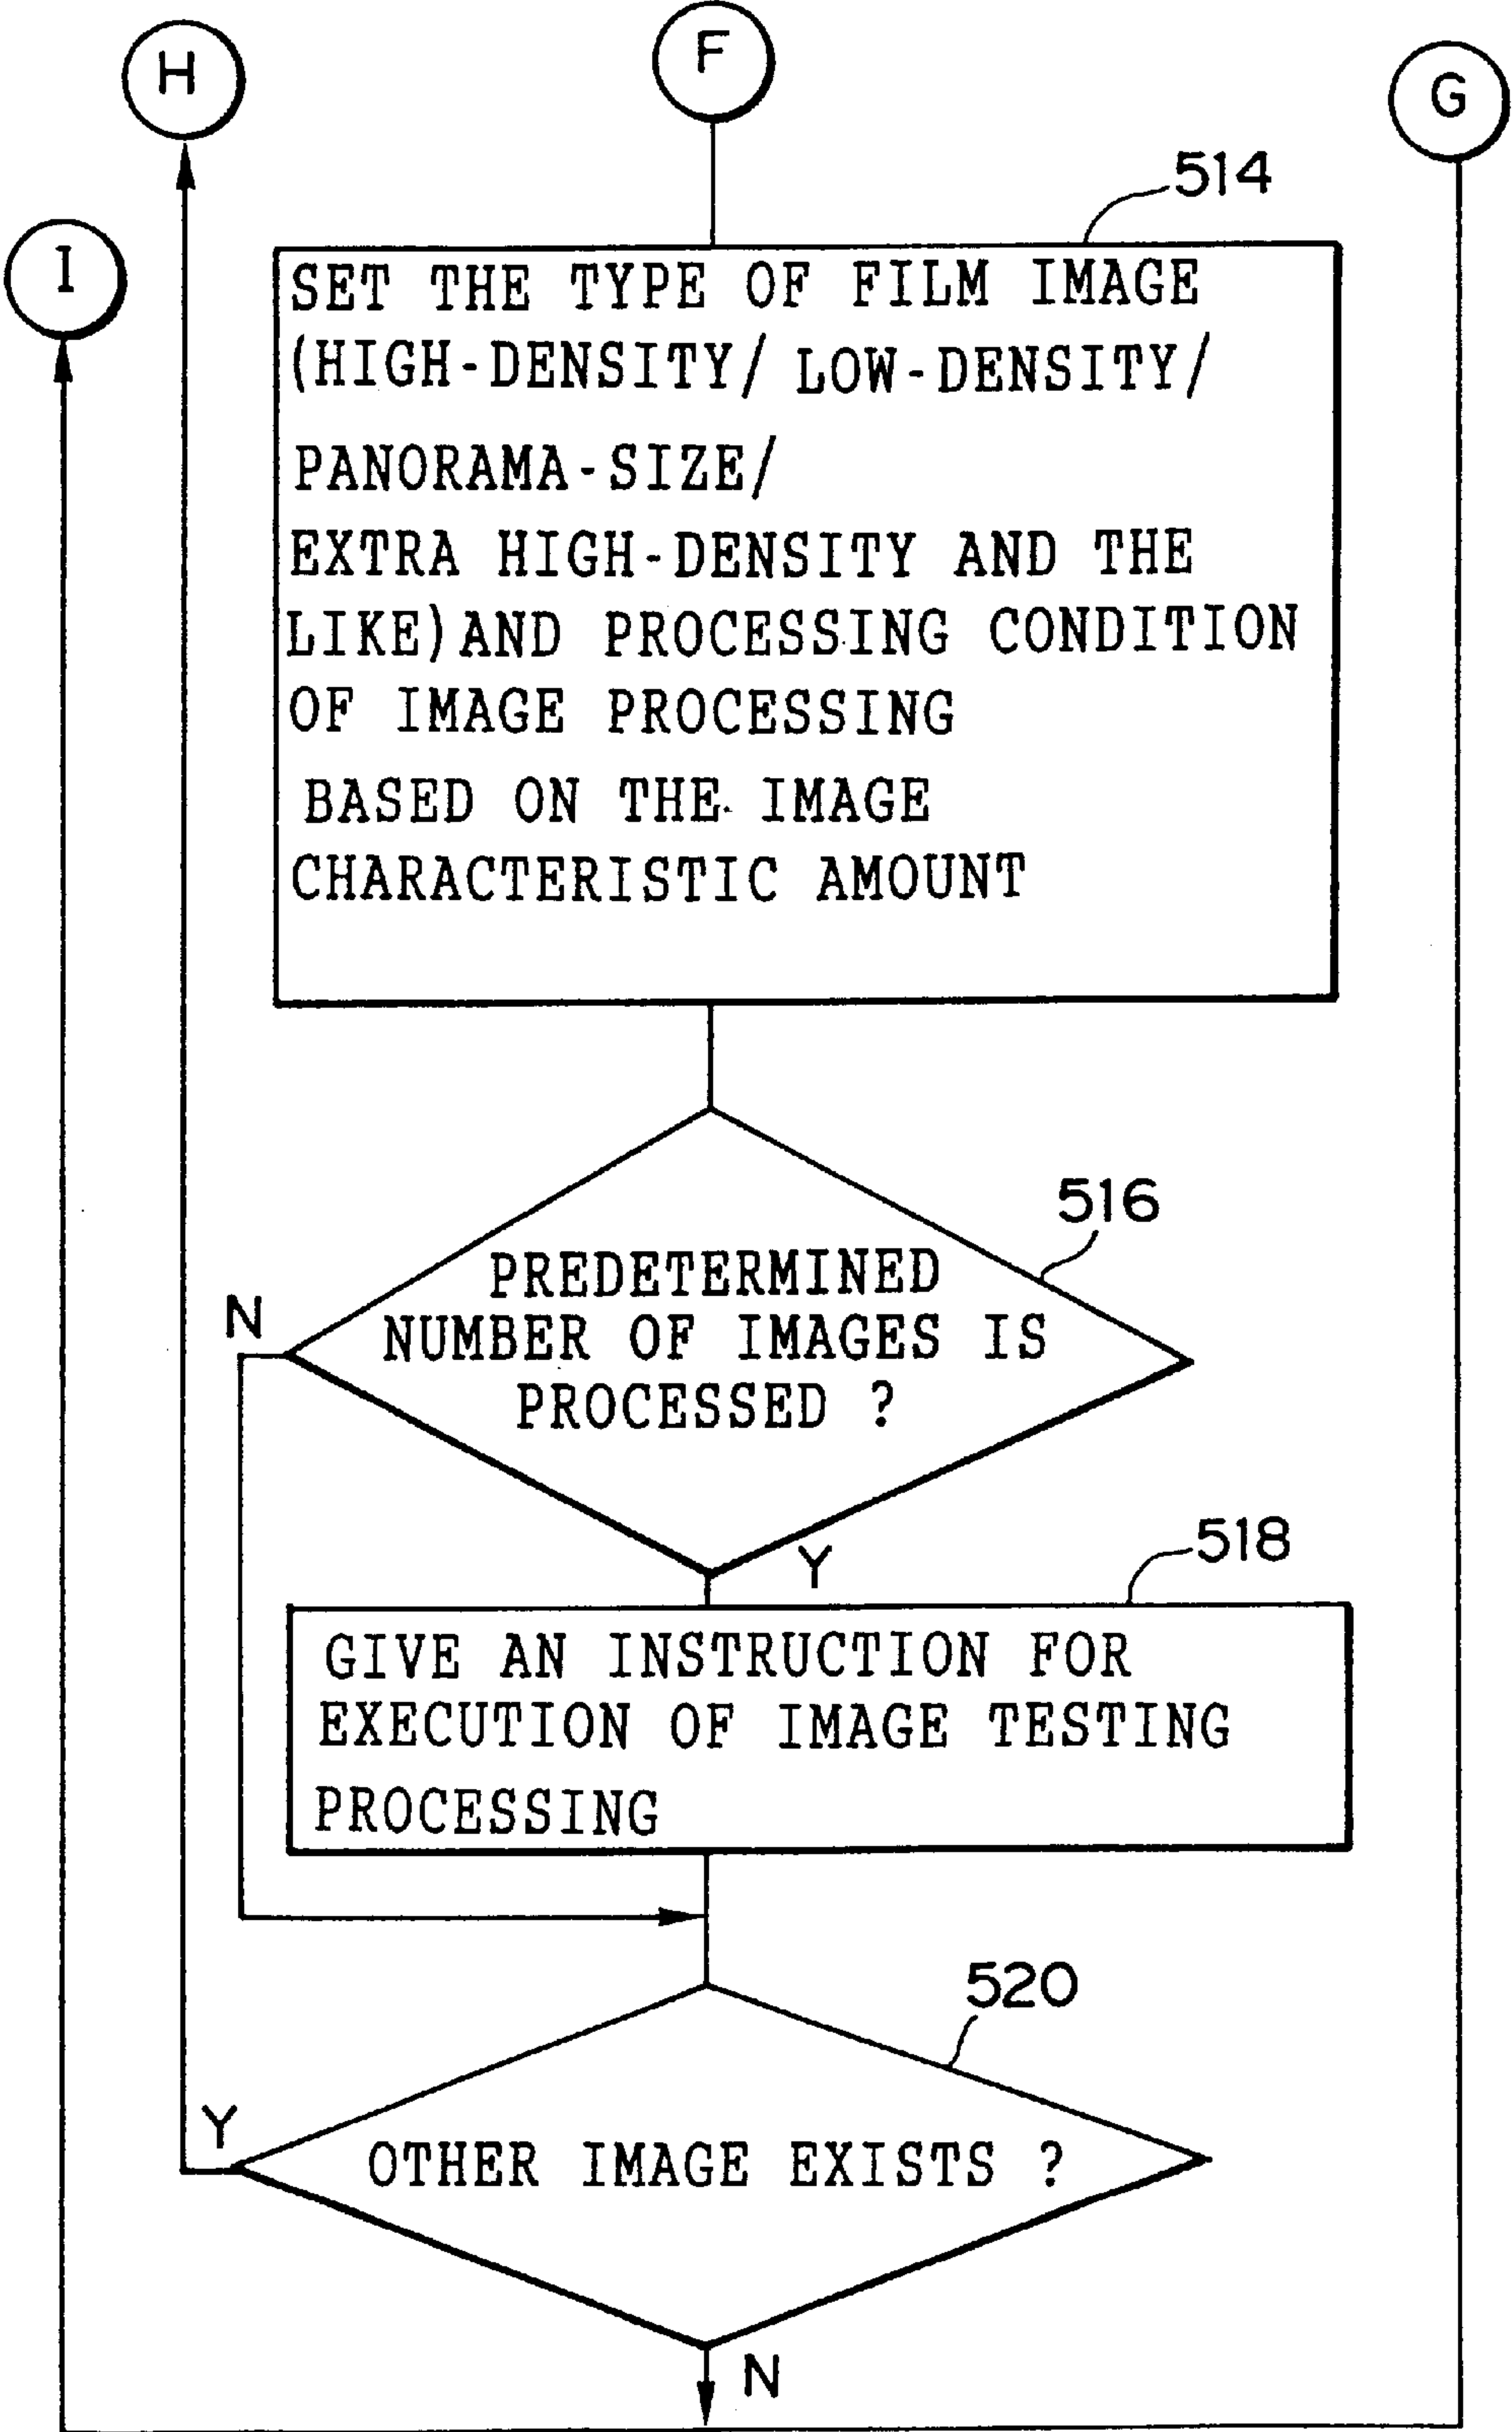 H
F
G
I
514
SET THE TYPE OF FILM IMAGE
(HIGH-DENSITY/ LOW-DENSITY/
PANORAMA-SIZE/
EXTRA HIGH-DENSITY AND THE
LIKE) AND PROCESSING CONDITION
OF IMAGE PROCESSING
BASED ON THE IMAGE
CHARACTERISTIC AMOUNT
516
PREDETERMINED
N
NUMBER OF IMAGES IS
PROCESSED ?
Y
518
GIVE AN INSTRUCTION FOR
EXECUTION OF IMAGE TESTING
PROCESSING
520
Y
OTHER IMAGE EXISTS ?
N